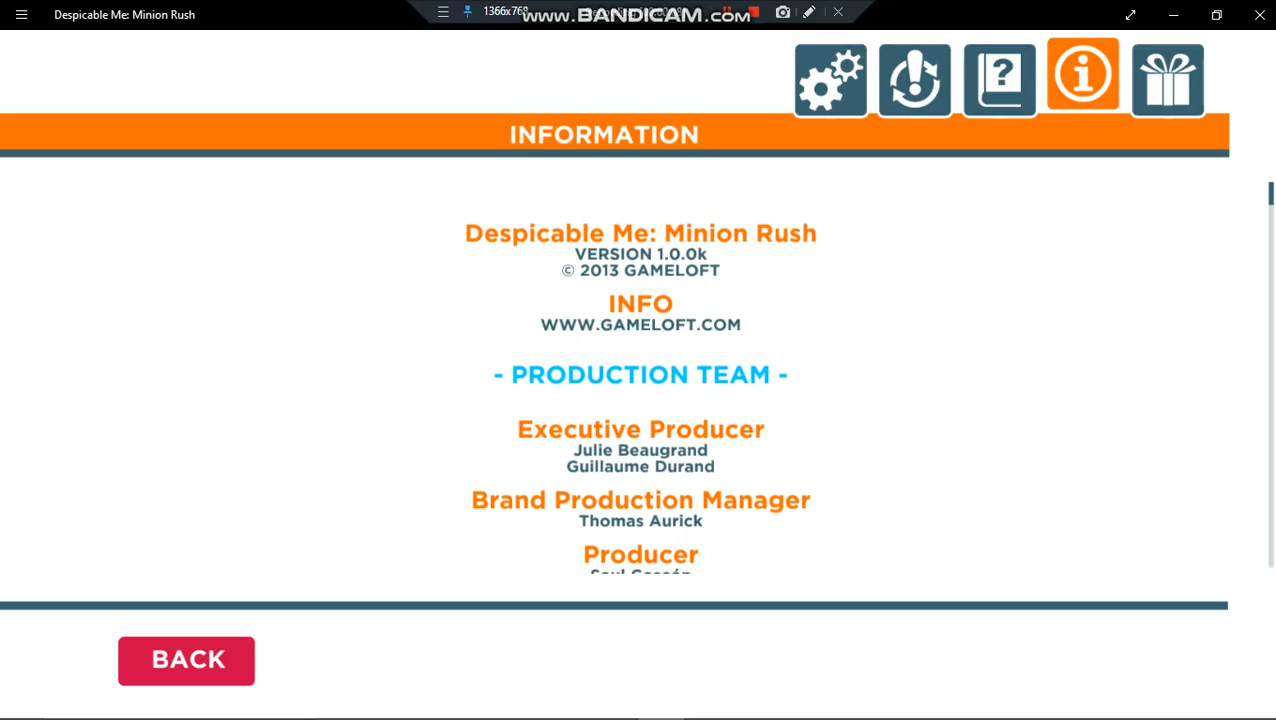 Despicable Me: Minion Rush
1366x768
www.BANDICAM.com
INFORMATION
Despicable Me: Minion Rush
VERSION 1.0.0k
© 2013 GAMELOFT
INFO
WWW.GAMELOFT.COM
- PRODUCTION TEAM -
Executive Producer
Julie Beaugrand
Guillaume Durand
Brand Production Manager
Thomas Aurick
Producer
BACK